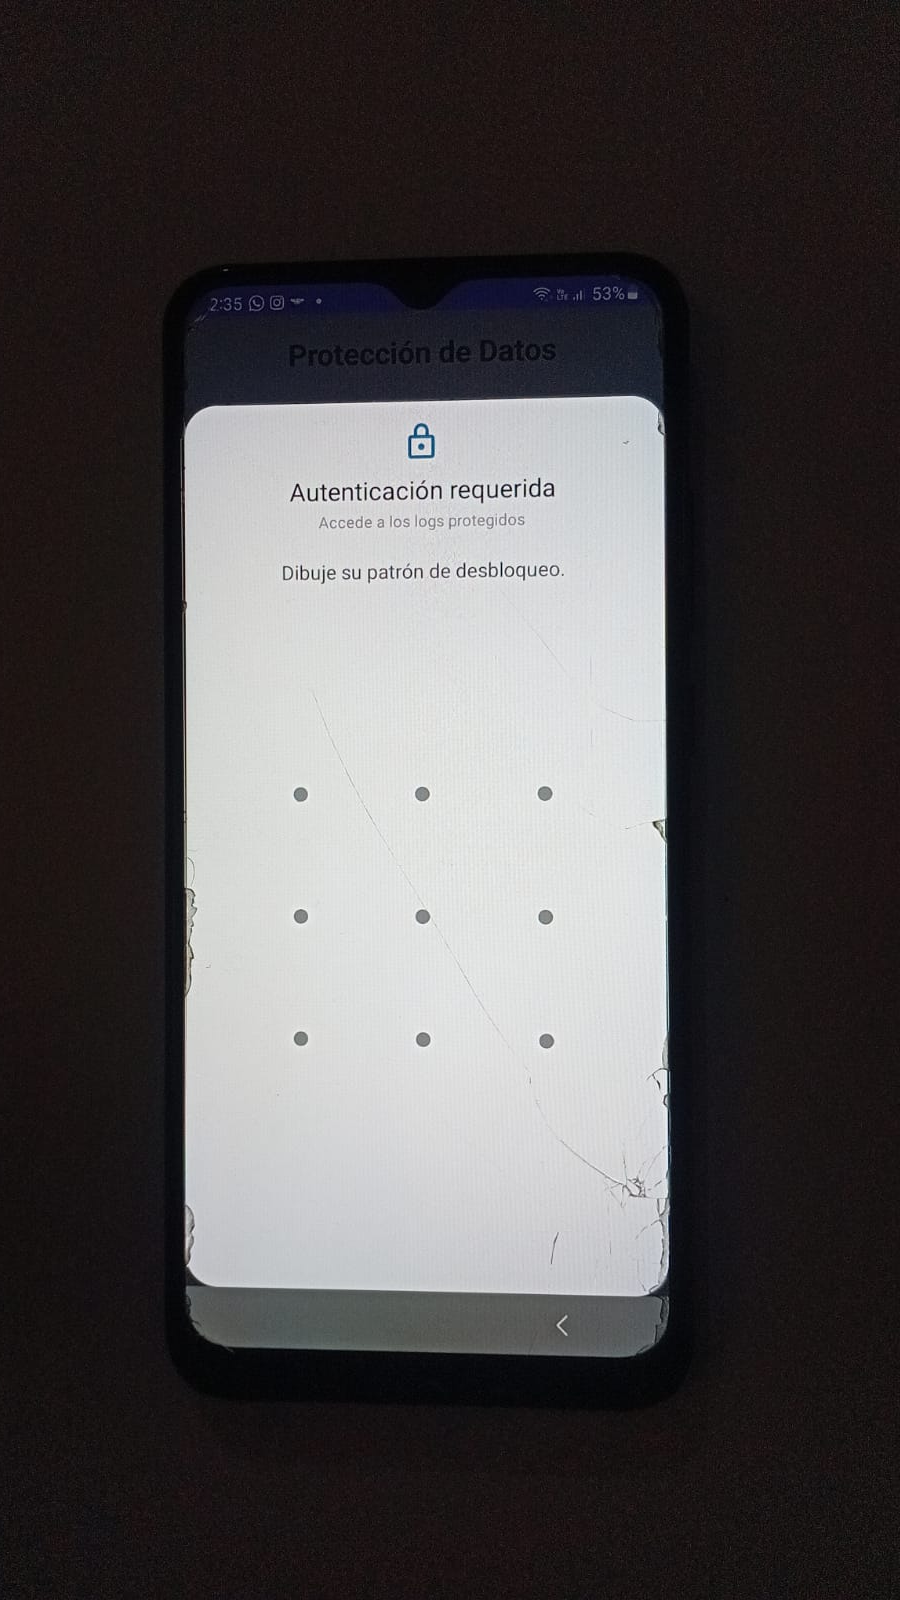 2:35 53%
Protección de Datos
Autenticación requerida
Accede a los logs protegidos
Dibuje su patrón de desbloqueo.